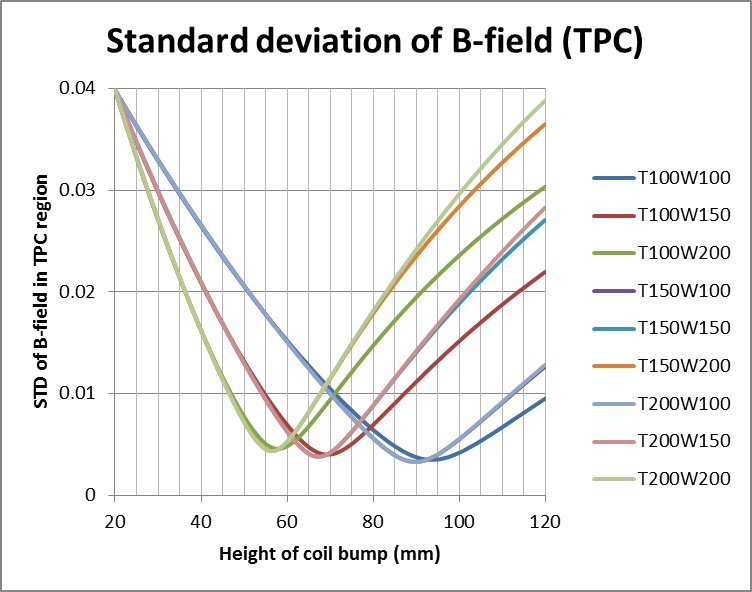 Standard deviation of B-field (TPC)
STD of B-field in TPC region
0.04
0.03
0.02
0.01
0
20 40 60 80 100 120
Height of coil bump (mm)
T100W100
T100W150
T100W200
T150W100
T150W150
T150W200
T200W100
T200W150
T200W200